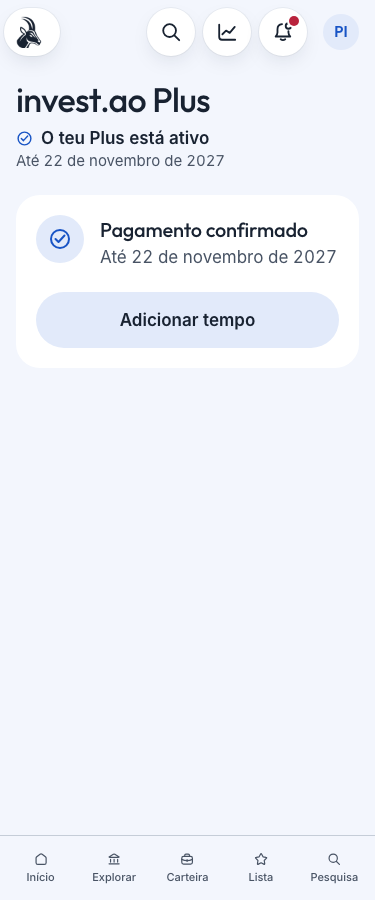 PI
invest.ao Plus
O teu Plus está ativo
Até 22 de novembro de 2027
Pagamento confirmado
Até 22 de novembro de 2027
Adicionar tempo
Início
Explorar
Carteira
Lista
Pesquisa